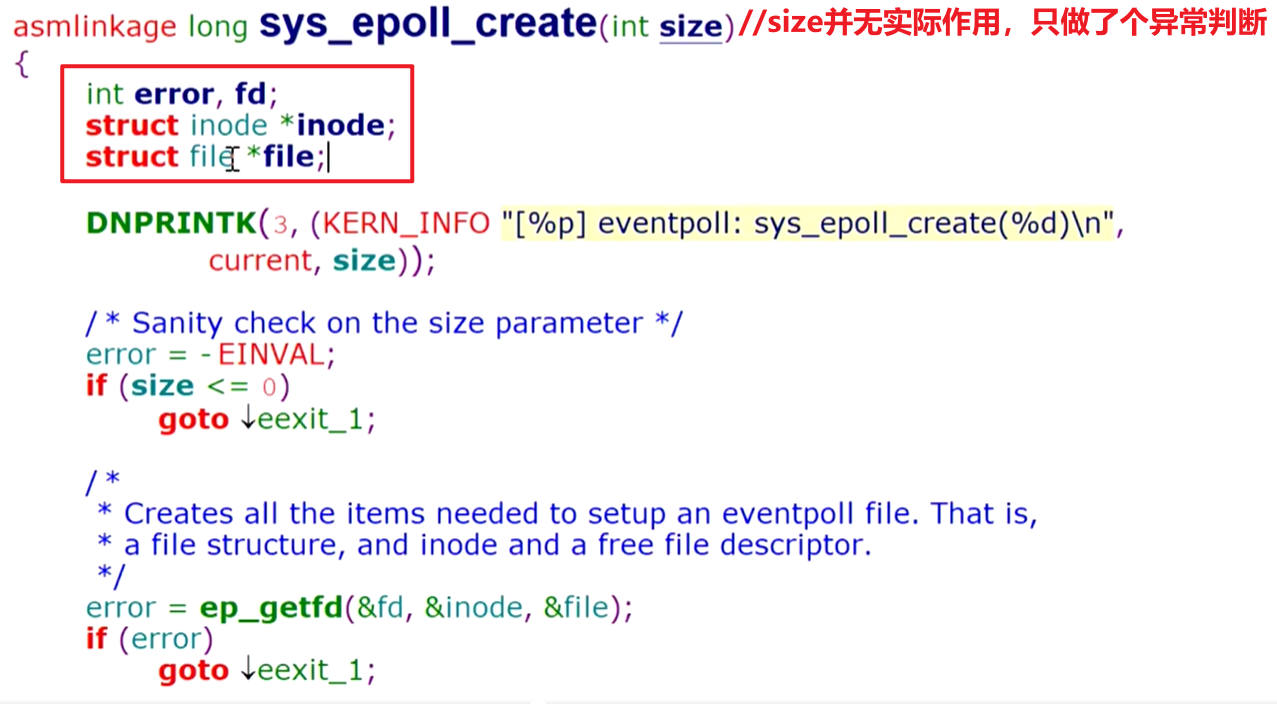 asmlinkage long sys_epoll_create(int size)//size并无实际作用，只做了个异常判断
{
int error, fd;
struct inode *inode;
struct file *file;
DNPRINTK(3, (KERN_INFO "[%p] eventpoll: sys_epoll_create(%d)\n",
current, size));
/* Sanity check on the size parameter */
error = -EINVAL;
if (size <= 0)
goto ↓eexit_1;
/*
* Creates all the items needed to setup an eventpoll file. That is,
* a file structure, and inode and a free file descriptor.
*/
error = ep_getfd(&fd, &inode, &file);
if (error)
goto ↓eexit_1;